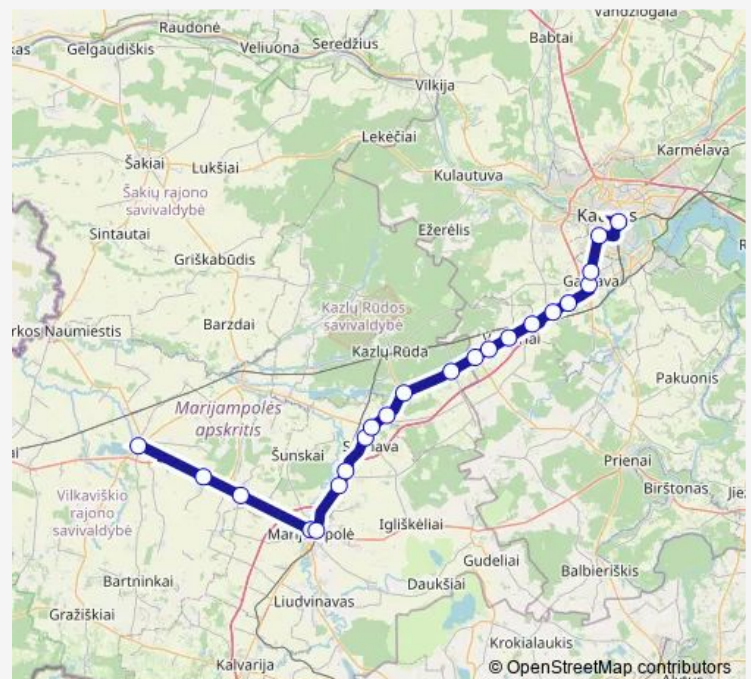 Vandžiogala
Raudonė
Babtai
Gelgaudiškis
Veliuona
Seredžius
Vilkija
Lekėčiai
Karmėlava
Šakiai
Lukšiai
Kulautuva
Šakių rajono
savivaldybė
Sintautai
Ežerėlis
Griškabūdis
Kazlų Rūdos
savivaldybė
Barzdai
Kazlų Rūda
Pakuonis
Marijampolės
apskritis
Šunskai
Prienai
Birštonas
Vilkaviškio
rajono
savivaldybė
Igliškėliai
Bartninkai
Gudeliai
Balbieriškis
Liudvinavas
Daukšiai
Gražiškiai
Krokialaukis
Kalvarija
© OpenStreetMap contributors